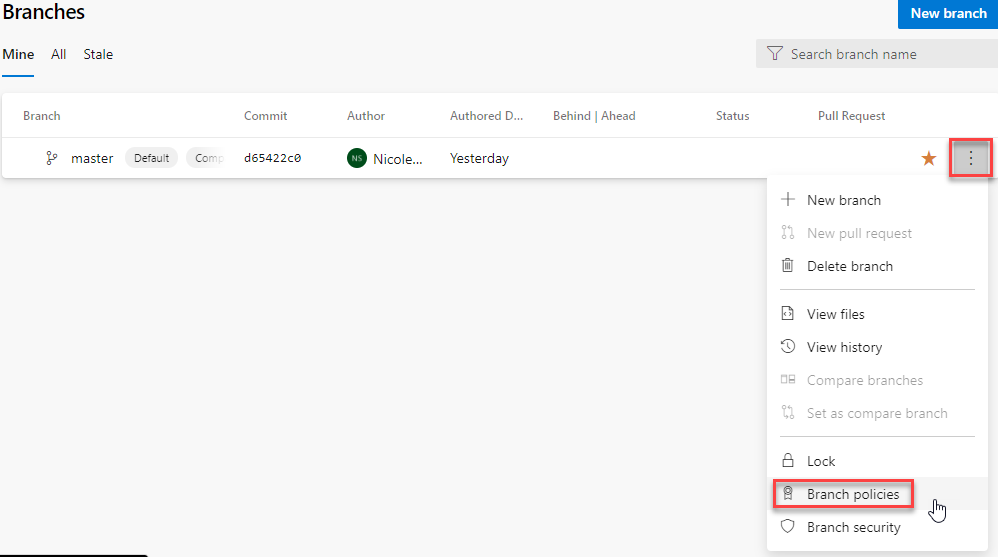 Branches
New branch
Mine All Stale
Search branch name
Branch Commit Author Authored D... Behind | Ahead Status Pull Request
master Default Comp d65422c0 NS Nicole... Yesterday
New branch
New pull request
Delete branch
View files
View history
Compare branches
Set as compare branch
Lock
Branch policies
Branch security